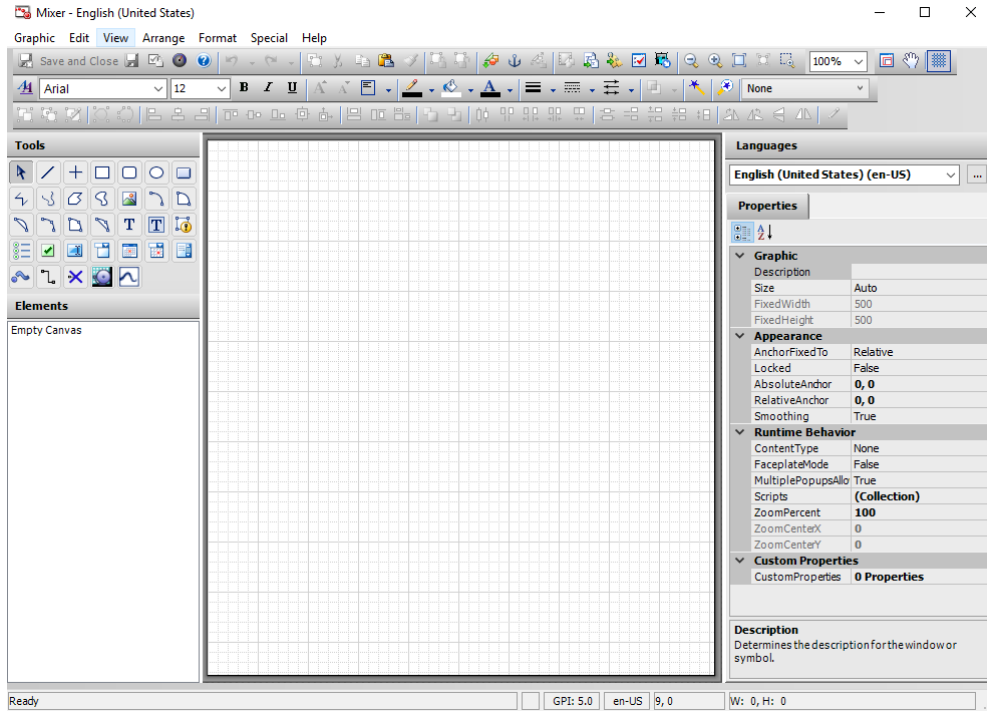 Mixer - English (United States)
Graphic Edit View Arrange Format Special Help
Save and Close 100%
Arial 12 B I U A None
Tools
T T
Elements
Empty Canvas
Languages
English (United States) (en-US) ...
Properties
Graphic
Description
Size Auto
FixedWidth 500
FixedHeight 500
Appearance
AnchorFixedTo Relative
Locked False
AbsoluteAnchor 0, 0
RelativeAnchor 0, 0
Smoothing True
Runtime Behavior
ContentType None
FaceplateMode False
MultiplePopupsAllo True
Scripts (Collection)
ZoomPercent 100
ZoomCenterX 0
ZoomCenterY 0
Custom Properties
CustomProperties 0 Properties
Description
Determines the description for the window or
symbol.
Ready GPI: 5.0 en-US 9, 0 W: 0, H: 0